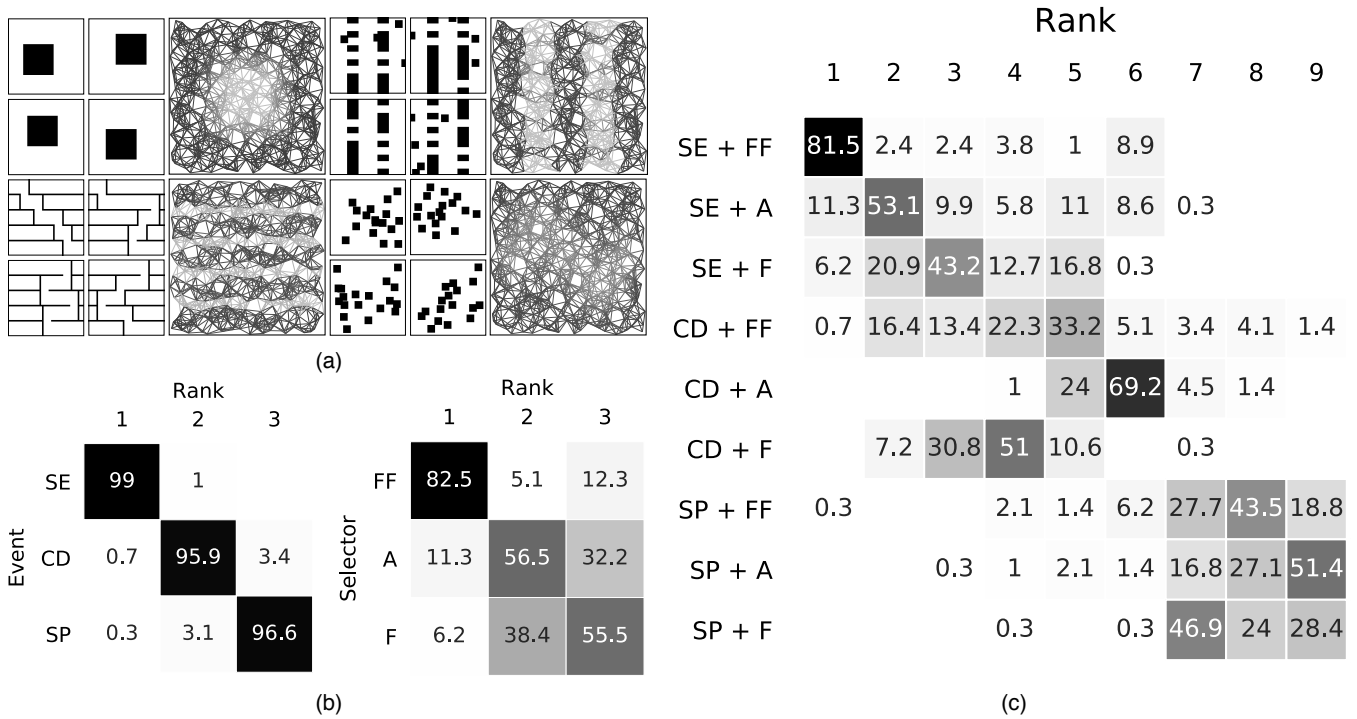 (a)
Rank
1 2 3
SE 99 1
CD 0.7 95.9 3.4
SP 0.3 3.1 96.6
Event
Rank
1 2 3
FF 82.5 5.1 12.3
A 11.3 56.5 32.2
F 6.2 38.4 55.5
Selector
(b)
Rank
1 2 3 4 5 6 7 8 9
SE + FF 81.5 2.4 2.4 3.8 1 8.9
SE + A 11.3 53.1 9.9 5.8 11 8.6 0.3
SE + F 6.2 20.9 43.2 12.7 16.8 0.3
CD + FF 0.7 16.4 13.4 22.3 33.2 5.1 3.4 4.1 1.4
CD + A 1 24 69.2 4.5 1.4
CD + F 7.2 30.8 51 10.6 0.3
SP + FF 0.3 2.1 1.4 6.2 27.7 43.5 18.8
SP + A 0.3 1 2.1 1.4 16.8 27.1 51.4
SP + F 0.3 0.3 46.9 24 28.4
(c)